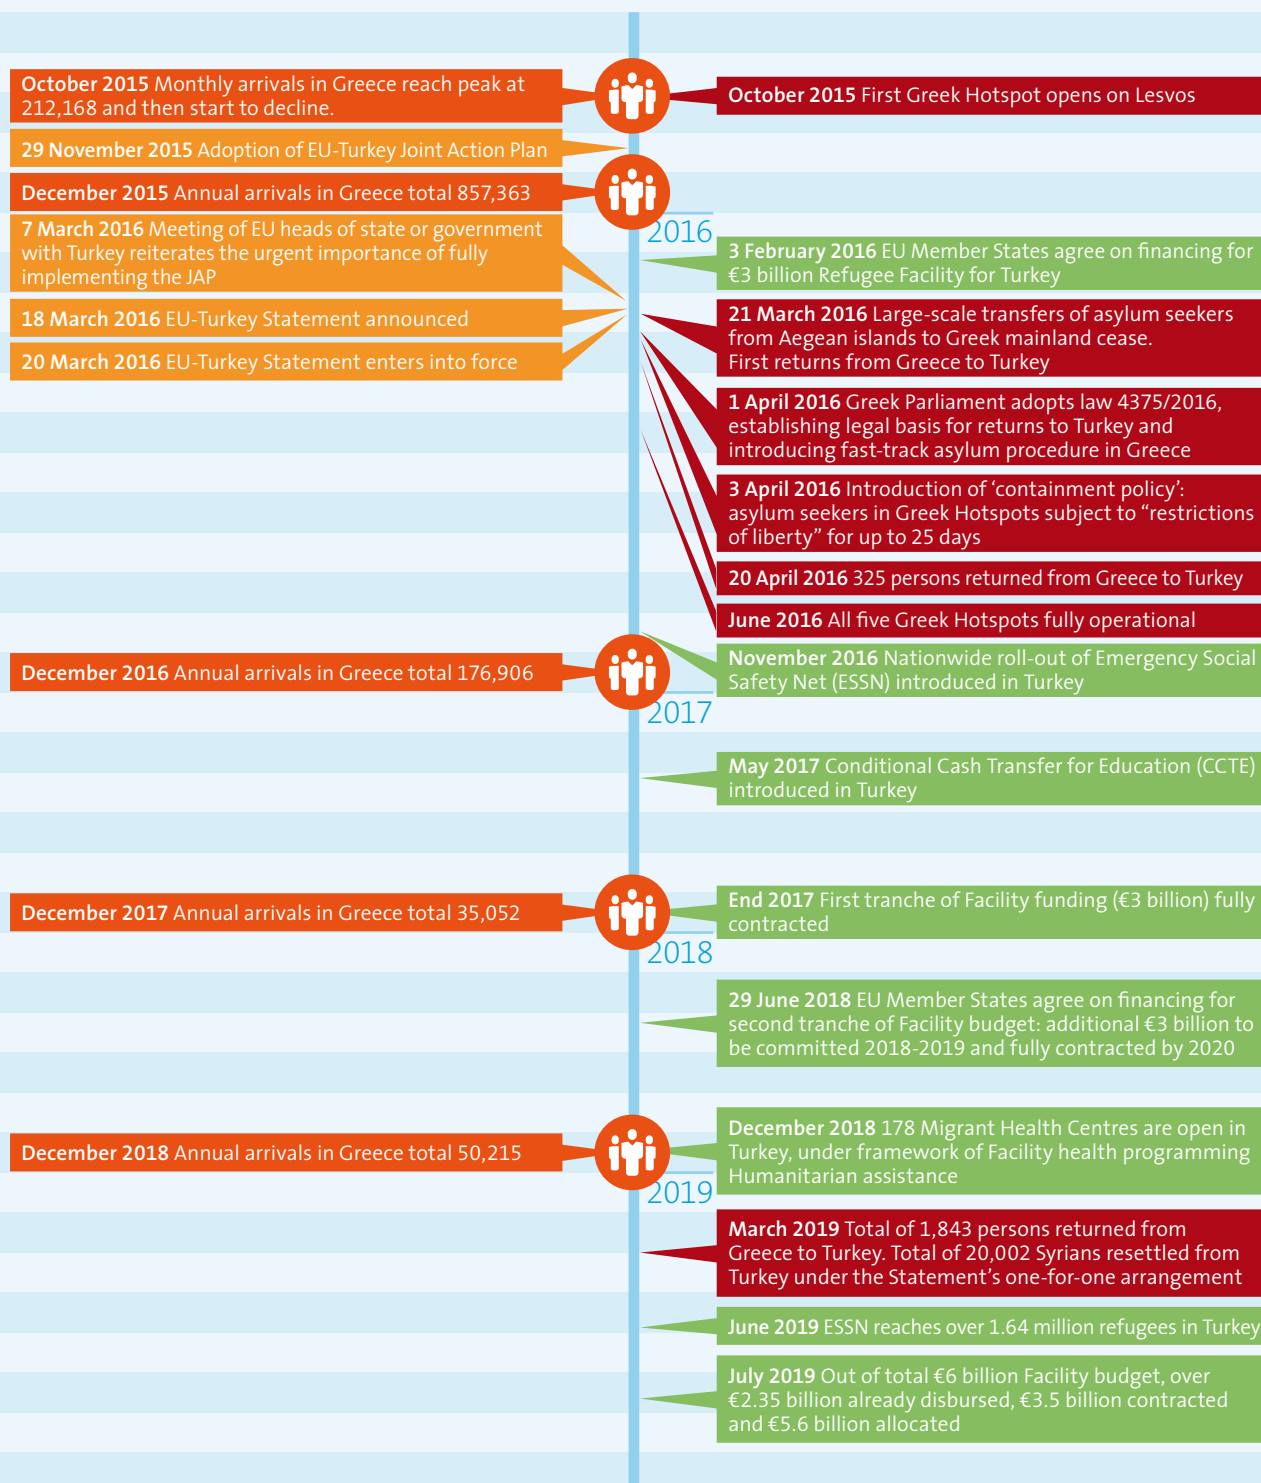 October 2015 Monthly arrivals in Greece reach peak at
212,168 and then start to decline.
October 2015 First Greek Hotspot opens on Lesvos
29 November 2015 Adoption of EU-Turkey Joint Action Plan
December 2015 Annual arrivals in Greece total 857,363
2016
7 March 2016 Meeting of EU heads of state or government
with Turkey reiterates the urgent importance of fully
implementing the JAP
3 February 2016 EU Member States agree on financing for
€3 billion Refugee Facility for Turkey
18 March 2016 EU-Turkey Statement announced
20 March 2016 EU-Turkey Statement enters into force
21 March 2016 Large-scale transfers of asylum seekers
from Aegean islands to Greek mainland cease.
First returns from Greece to Turkey
1 April 2016 Greek Parliament adopts law 4375/2016,
establishing legal basis for returns to Turkey and
introducing fast-track asylum procedure in Greece
3 April 2016 Introduction of ‘containment policy’:
asylum seekers in Greek Hotspots subject to “restrictions
of liberty” for up to 25 days
20 April 2016 325 persons returned from Greece to Turkey
June 2016 All five Greek Hotspots fully operational
November 2016 Nationwide roll-out of Emergency Social
Safety Net (ESSN) introduced in Turkey
December 2016 Annual arrivals in Greece total 176,906
2017
May 2017 Conditional Cash Transfer for Education (CCTE)
introduced in Turkey
December 2017 Annual arrivals in Greece total 35,052
End 2017 First tranche of Facility funding (€3 billion) fully
contracted
2018
29 June 2018 EU Member States agree on financing for
second tranche of Facility budget: additional €3 billion to
be committed 2018-2019 and fully contracted by 2020
December 2018 Annual arrivals in Greece total 50,215
December 2018 178 Migrant Health Centres are open in
Turkey, under framework of Facility health programming
Humanitarian assistance
2019
March 2019 Total of 1,843 persons returned from
Greece to Turkey. Total of 20,002 Syrians resettled from
Turkey under the Statement’s one-for-one arrangement
June 2019 ESSN reaches over 1.64 million refugees in Turkey
July 2019 Out of total €6 billion Facility budget, over
€2.35 billion already disbursed, €3.5 billion contracted
and €5.6 billion allocated